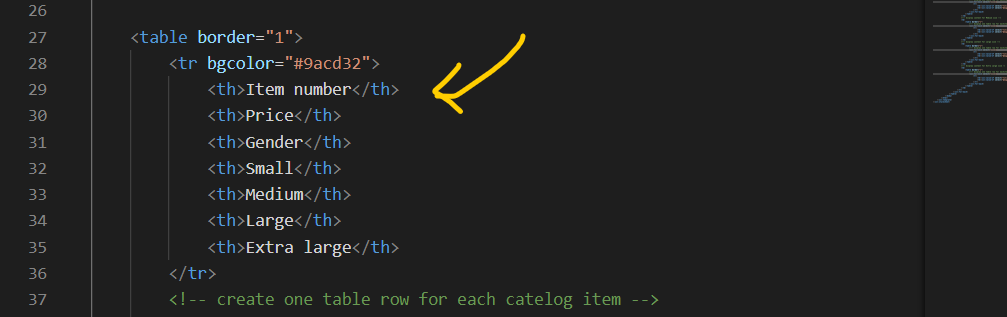 26
27 <table border="1">
28 <tr bgcolor="#9acd32">
29 <th>Item number</th>
30 <th>Price</th>
31 <th>Gender</th>
32 <th>Small</th>
33 <th>Medium</th>
34 <th>Large</th>
35 <th>Extra large</th>
36 </tr>
37 <!-- create one table row for each catelog item -->